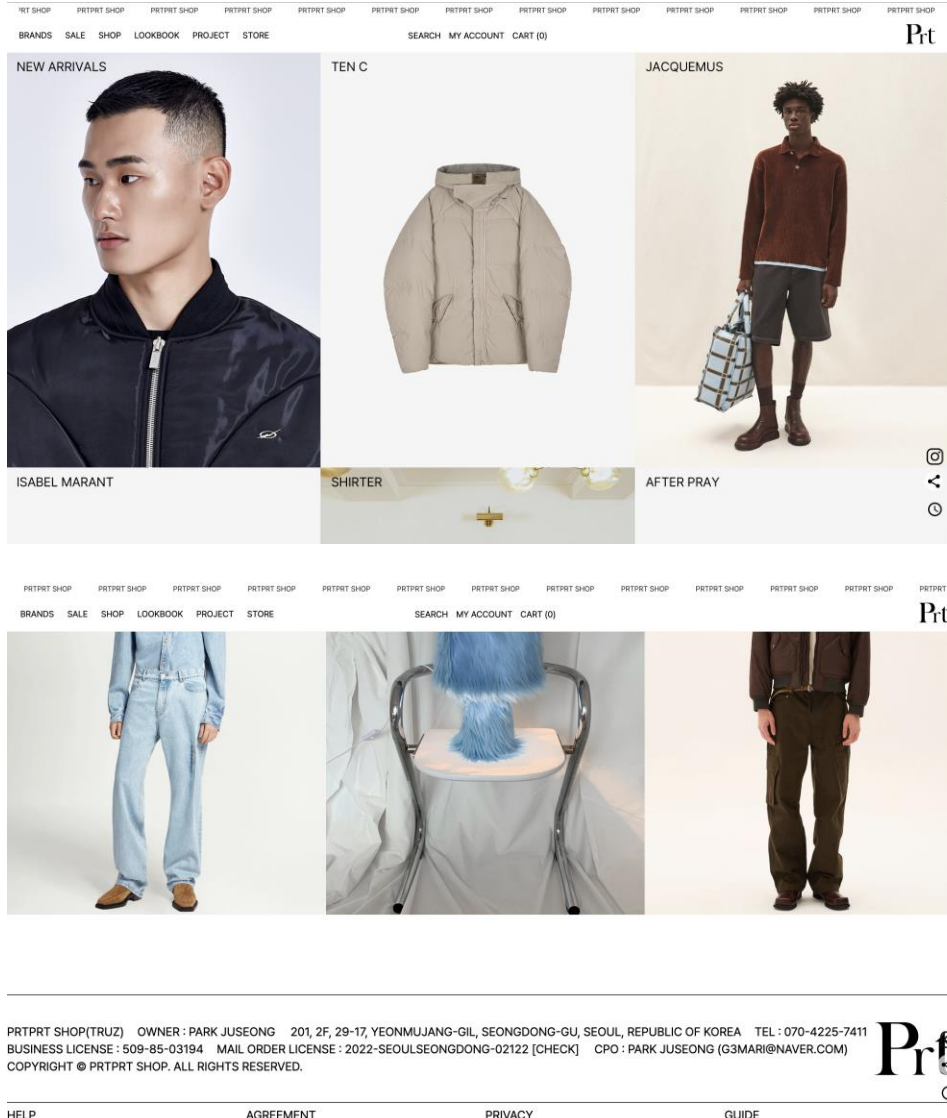 PRT SHOP PRTPRT SHOP PRTPRT SHOP PRTPRT SHOP PRTPRT SHOP PRTPRT SHOP PRTPRT SHOP PRTPRT SHOP PRTPRT SHOP PRTPRT SHOP PRTPRT SHOP PRTPRT SHOP PRTPRT SHOP
BRANDS SALE SHOP LOOKBOOK PROJECT STORE SEARCH MY ACCOUNT CART (0) Prt
NEW ARRIVALS TEN C JACQUEMUS
ISABEL MARANT SHIRTER AFTER PRAY
PRTPRT SHOP PRTPRT SHOP PRTPRT SHOP PRTPRT SHOP PRTPRT SHOP PRTPRT SHOP PRTPRT SHOP PRTPRT SHOP PRTPRT SHOP PRTPRT SHOP PRTPRT SHOP PRTPRT SHOP PRTPRT
BRANDS SALE SHOP LOOKBOOK PROJECT STORE SEARCH MY ACCOUNT CART (0) Prt
PRTPRT SHOP(TRUZ) OWNER : PARK JUSEONG 201, 2F, 29-17, YEONMUJANG-GIL, SEONGDONG-GU, SEOUL, REPUBLIC OF KOREA TEL : 070-4225-7411
BUSINESS LICENSE : 509-85-03194 MAIL ORDER LICENSE : 2022-SEOULSEONGDONG-02122 [CHECK] CPO : PARK JUSEONG (G3MARI@NAVER.COM)
COPYRIGHT © PRTPRT SHOP. ALL RIGHTS RESERVED.
Prt
HELP AGREEMENT PRIVACY GUIDE